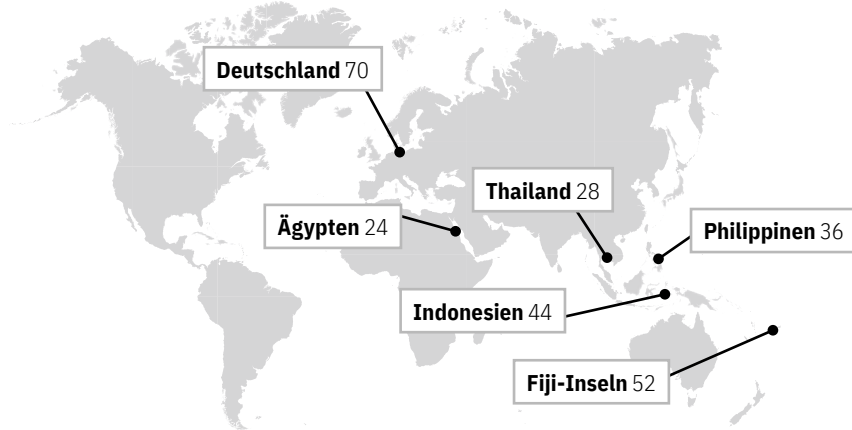 Deutschland 70
Thailand 28
Ägypten 24
Philippinen 36
Indonesien 44
Fiji-Inseln 52